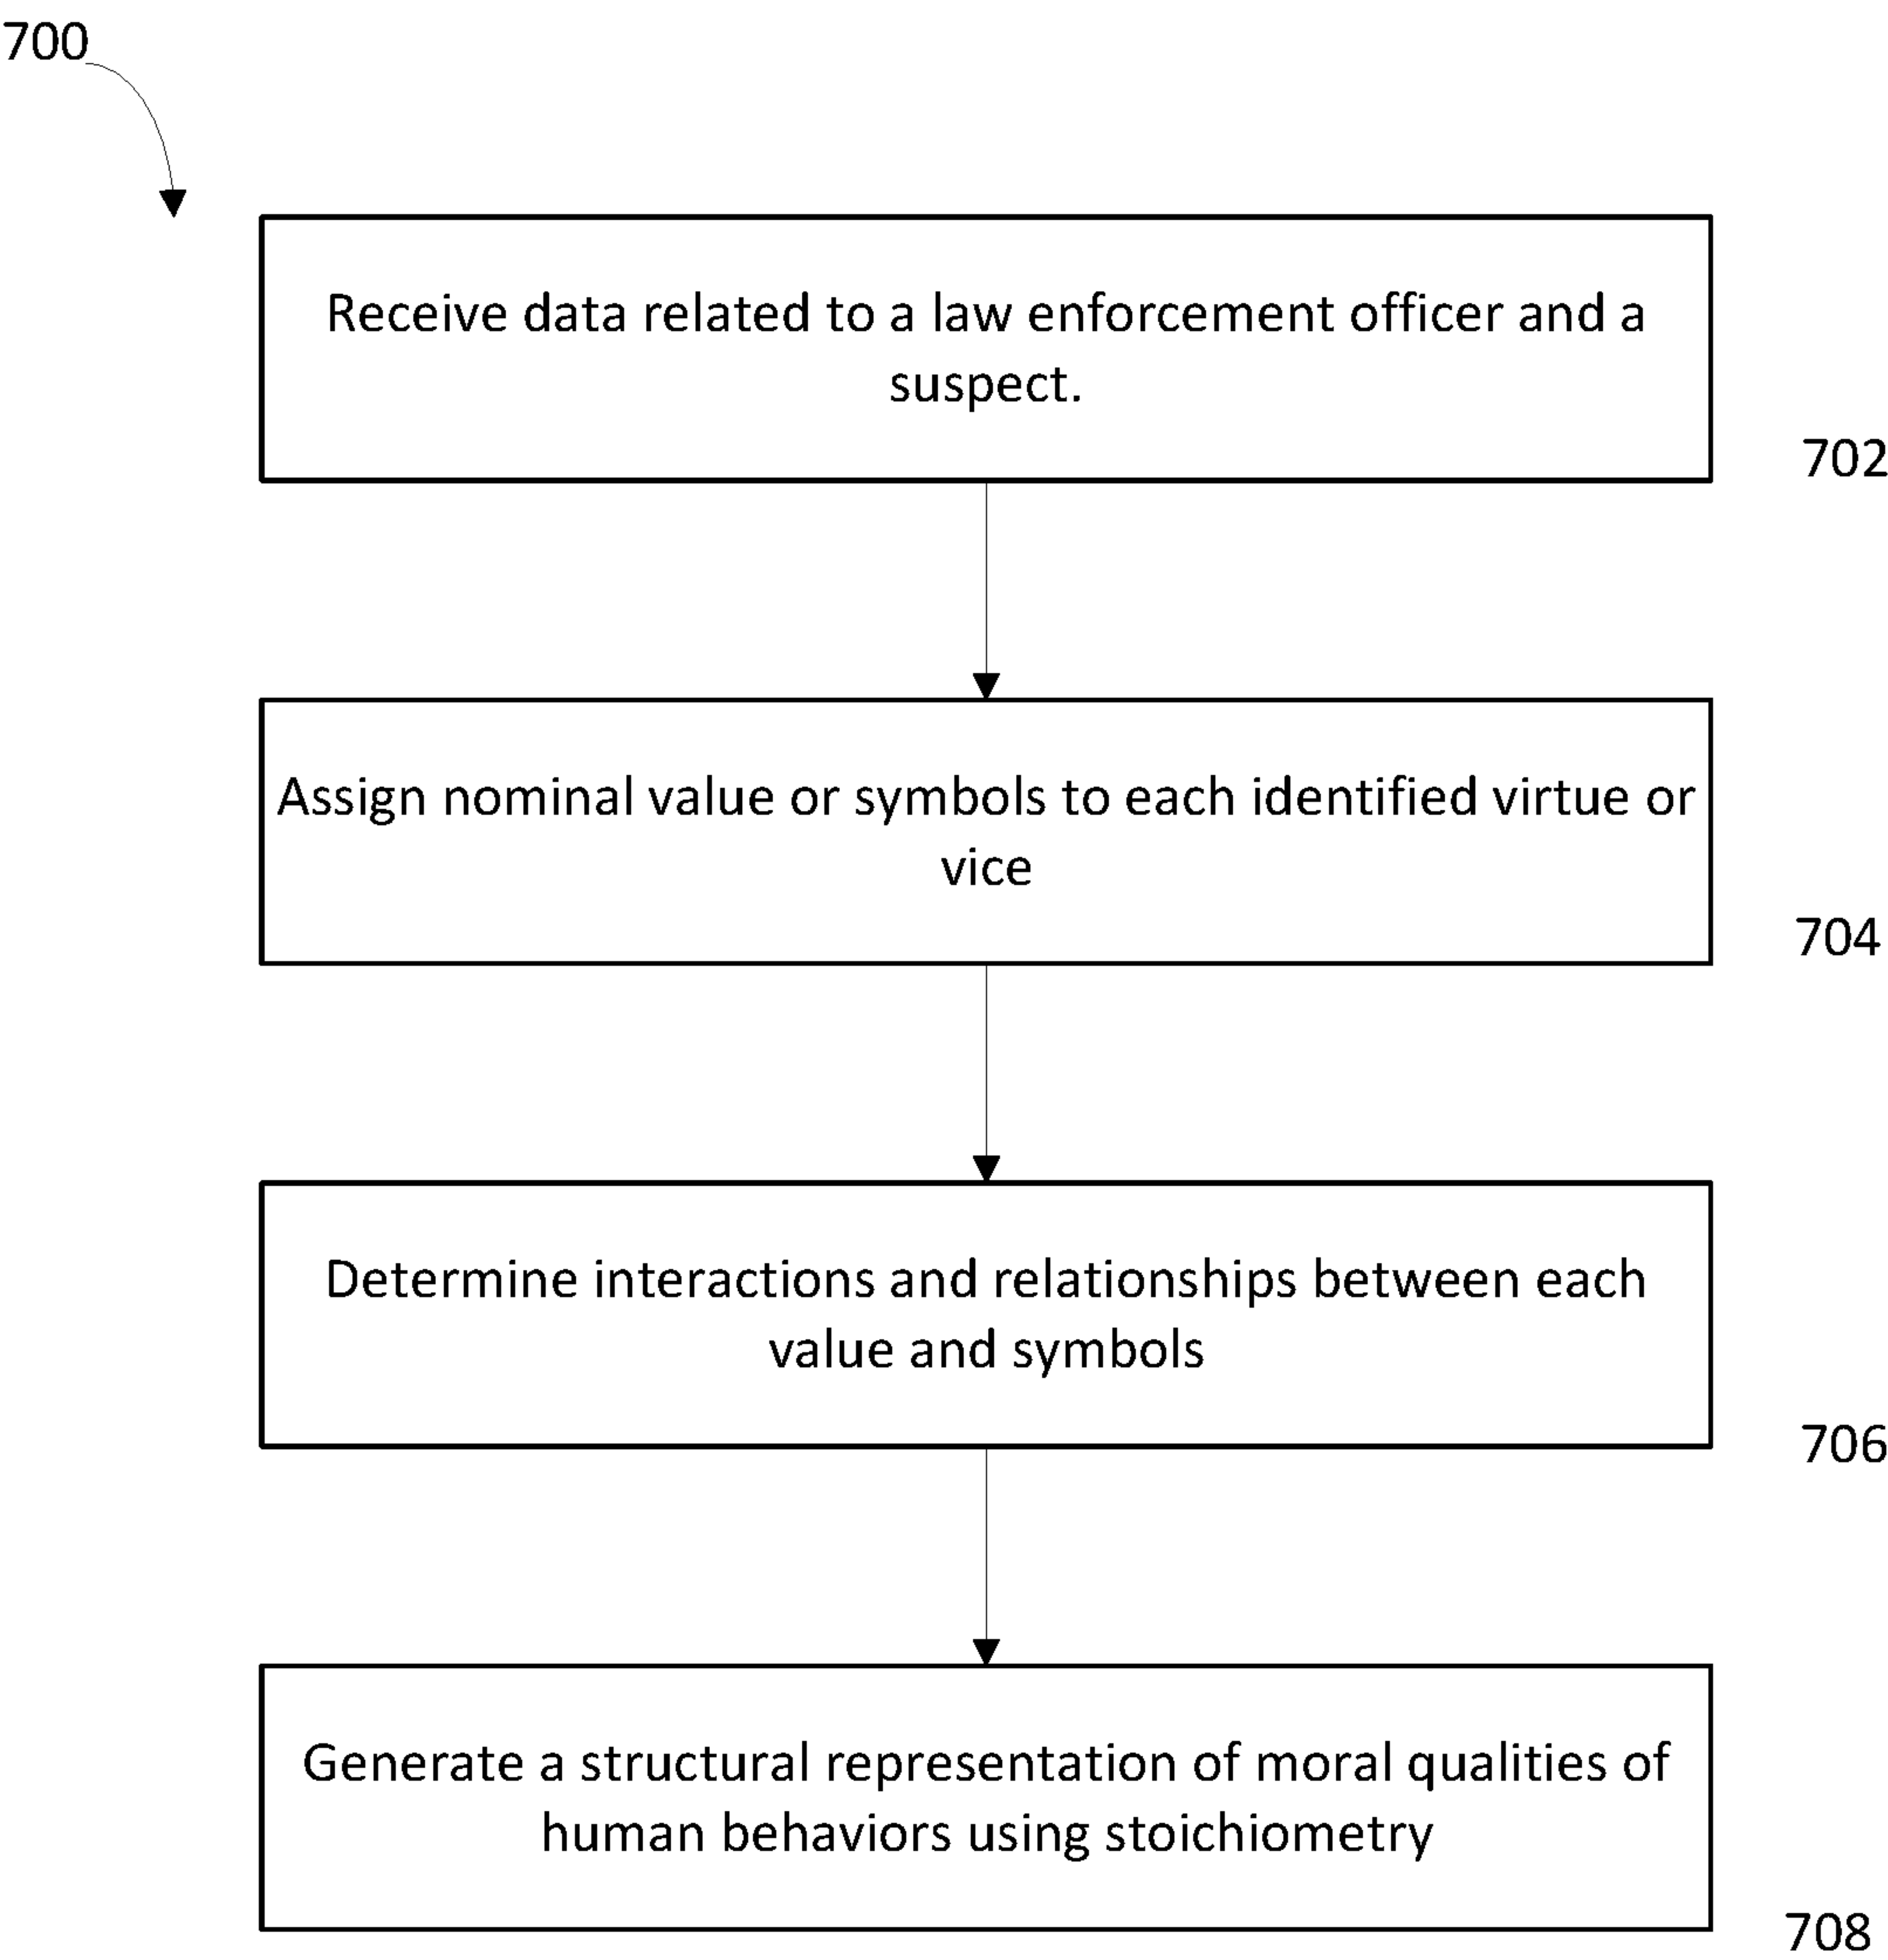 700
Receive data related to a law enforcement officer and a
suspect.
702
Assign nominal value or symbols to each identified virtue or
vice
704
Determine interactions and relationships between each
value and symbols
706
Generate a structural representation of moral qualities of
human behaviors using stoichiometry
708